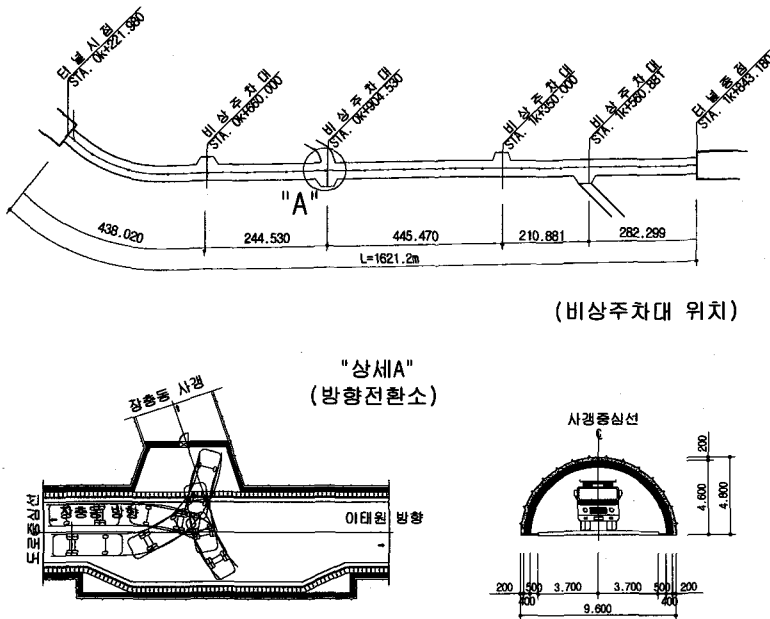 터널시점
STA. 0k+221.980
비상주차대
STA. 0k+660.000
비상주차대
STA. 0k+904.530
비상주차대
STA. 1k+350.000
비상주차대
STA. 1k+560.881
터널종점
STA. 1k+843.180
"A"
438.020
244.530
445.470
210.881
282.299
L=1621.2m
(비상주차대 위치)
"상세A"
(방향전환소)
장충동 사갱
도로중심선
장충동 방향
이태원 방향
사갱중심선
℄
200
4.600
4.800
200
500
3.700
3.700
500
200
400
400
9.600